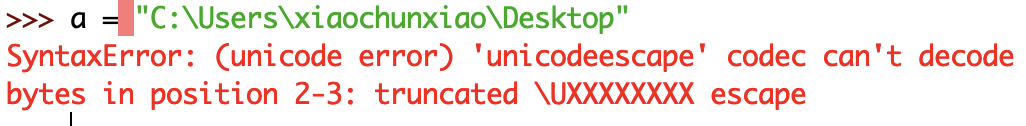 >>> a = "C:\Users\xiaochunxiao\Desktop"
SyntaxError: (unicode error) 'unicodeescape' codec can't decode
bytes in position 2-3: truncated \UXXXXXXXX escape